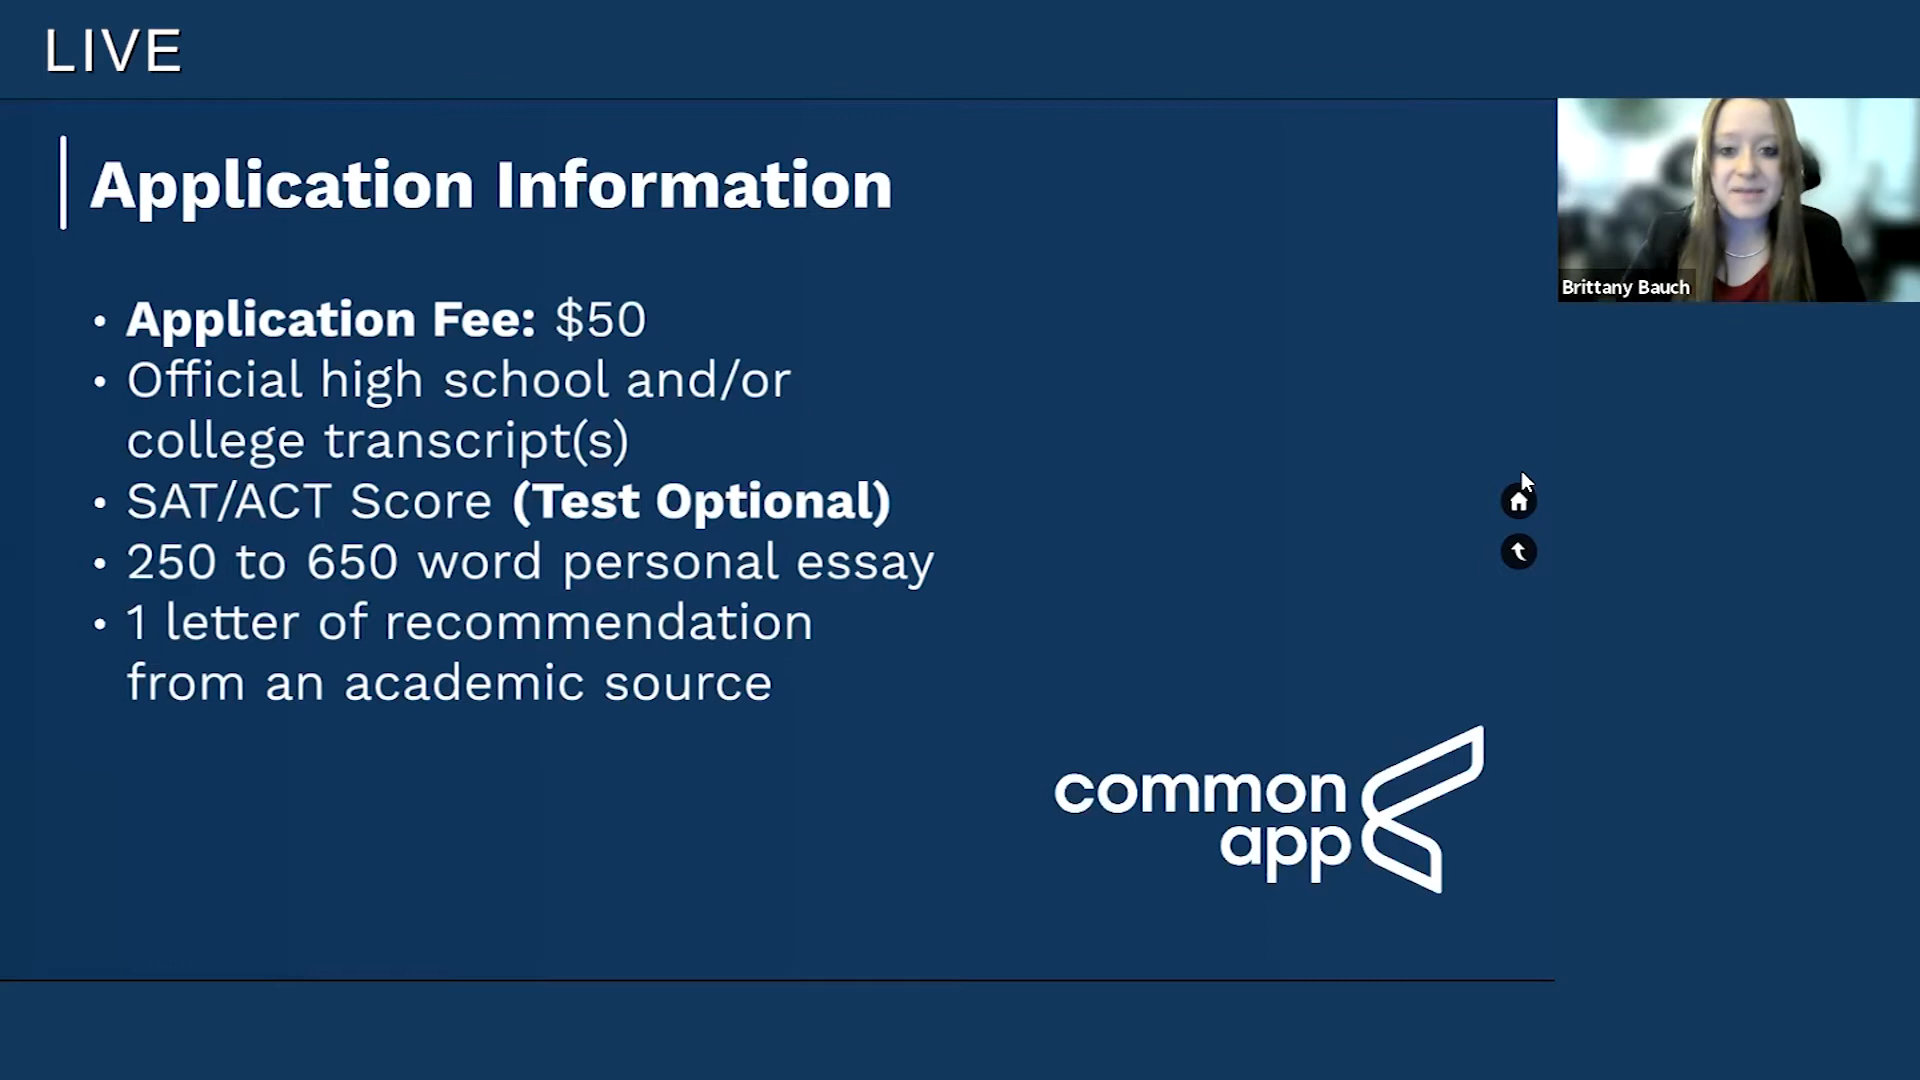 LIVE
Application Information
• Application Fee: $50
• Official high school and/or
college transcript(s)
• SAT/ACT Score (Test Optional)
• 250 to 650 word personal essay
• 1 letter of recommendation
from an academic source
common
app
Brittany Bauch